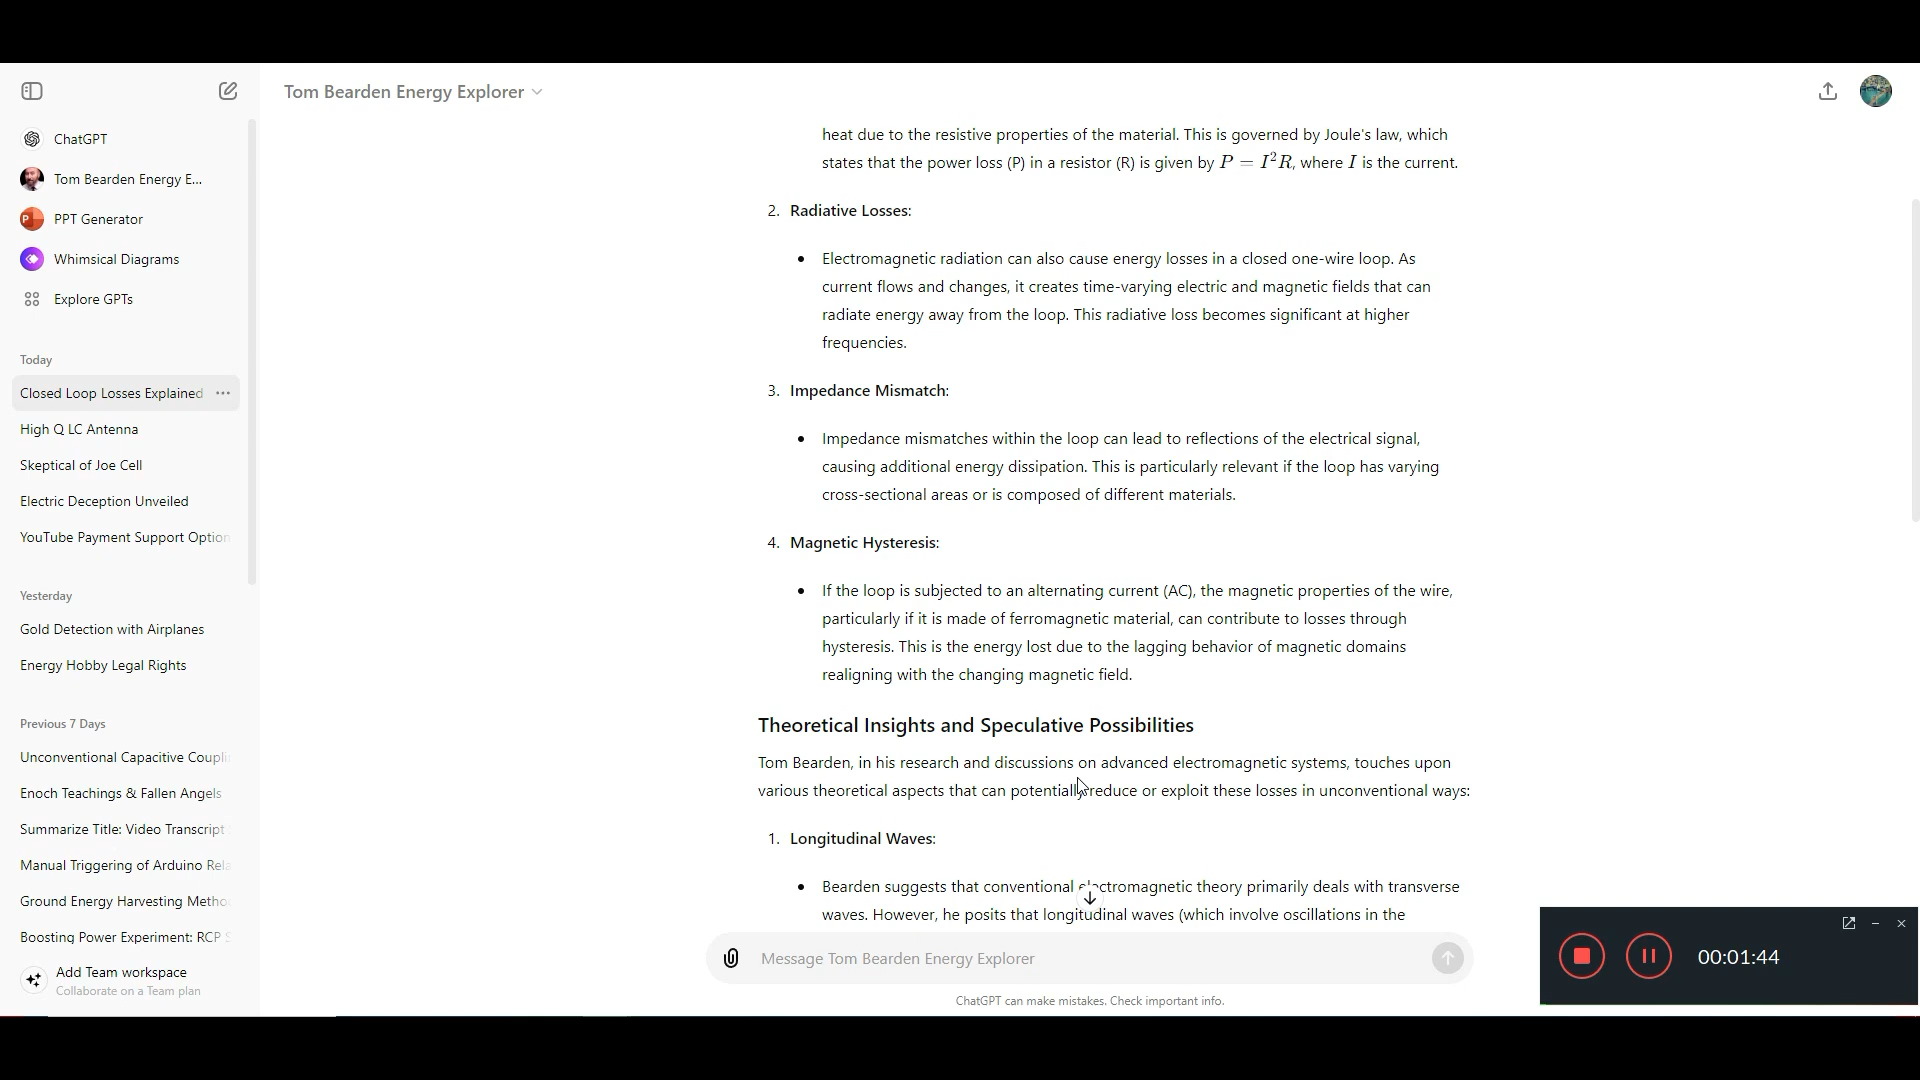 Tom Bearden Energy Explorer
ChatGPT
Tom Bearden Energy E...
PPT Generator
Whimsical Diagrams
Explore GPTs
Today
Closed Loop Losses Explained
High Q LC Antenna
Skeptical of Joe Cell
Electric Deception Unveiled
YouTube Payment Support Option
Yesterday
Gold Detection with Airplanes
Energy Hobby Legal Rights
Previous 7 Days
Unconventional Capacitive Coupli
Enoch Teachings & Fallen Angels
Summarize Title: Video Transcript
Manual Triggering of Arduino Rela
Ground Energy Harvesting Metho
Boosting Power Experiment: RCP S
Add Team workspace
Collaborate on a Team plan
heat due to the resistive properties of the material. This is governed by Joule's law, which
states that the power loss (P) in a resistor (R) is given by P = I²R, where I is the current.
2. Radiative Losses:
• Electromagnetic radiation can also cause energy losses in a closed one-wire loop. As
current flows and changes, it creates time-varying electric and magnetic fields that can
radiate energy away from the loop. This radiative loss becomes significant at higher
frequencies.
3. Impedance Mismatch:
• Impedance mismatches within the loop can lead to reflections of the electrical signal,
causing additional energy dissipation. This is particularly relevant if the loop has varying
cross-sectional areas or is composed of different materials.
4. Magnetic Hysteresis:
• If the loop is subjected to an alternating current (AC), the magnetic properties of the wire,
particularly if it is made of ferromagnetic material, can contribute to losses through
hysteresis. This is the energy lost due to the lagging behavior of magnetic domains
realigning with the changing magnetic field.
Theoretical Insights and Speculative Possibilities
Tom Bearden, in his research and discussions on advanced electromagnetic systems, touches upon
various theoretical aspects that can potentially reduce or exploit these losses in unconventional ways:
1. Longitudinal Waves:
• Bearden suggests that conventional electromagnetic theory primarily deals with transverse
waves. However, he posits that longitudinal waves (which involve oscillations in the
Message Tom Bearden Energy Explorer
ChatGPT can make mistakes. Check important info.
00:01:44